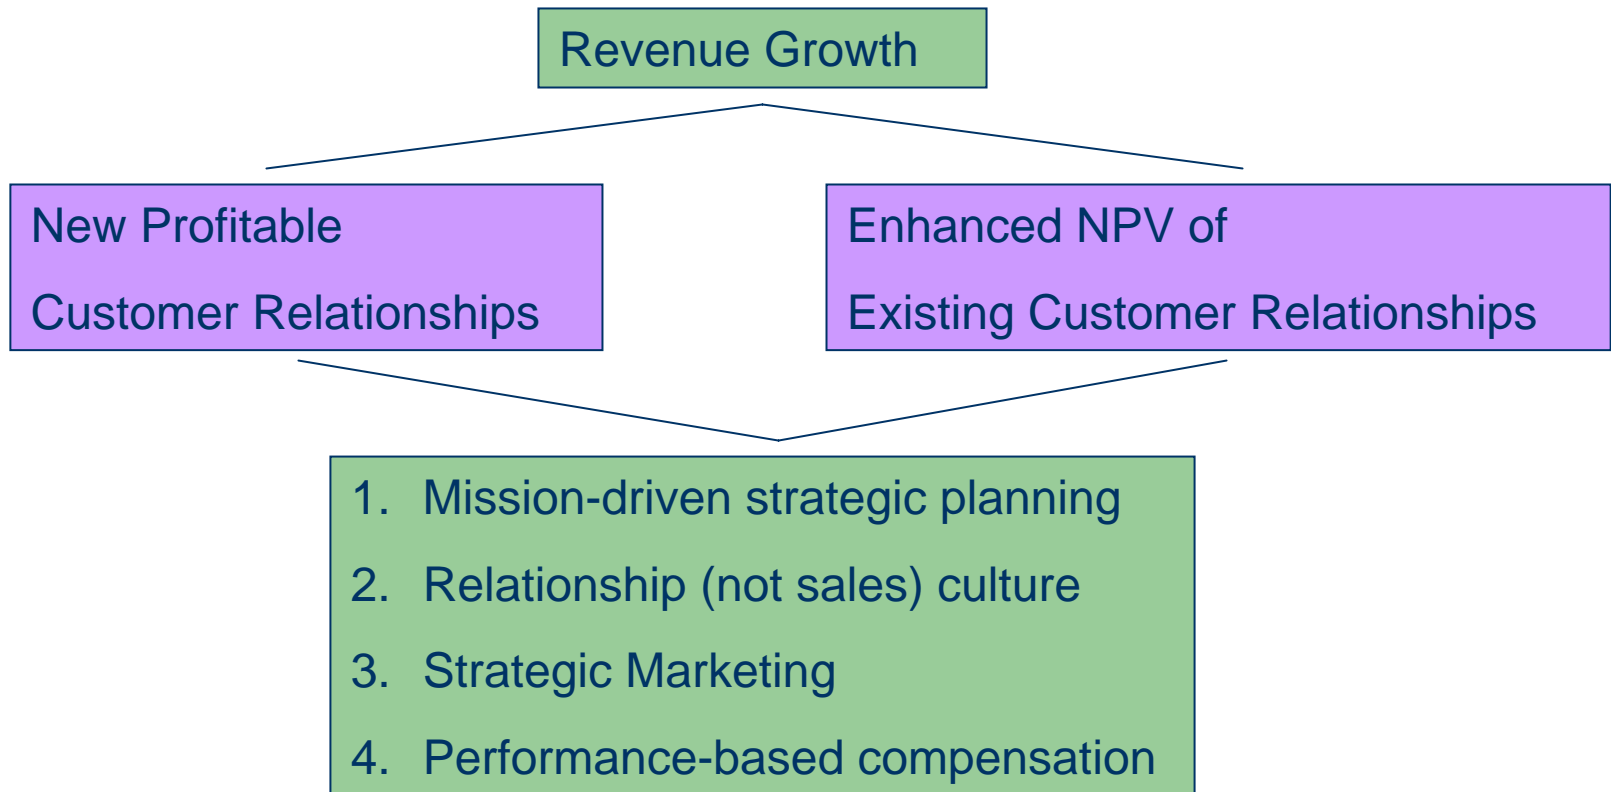 Revenue Growth
New Profitable
Customer Relationships
Enhanced NPV of
Existing Customer Relationships
1. Mission-driven strategic planning
2. Relationship (not sales) culture
3. Strategic Marketing
4. Performance-based compensation